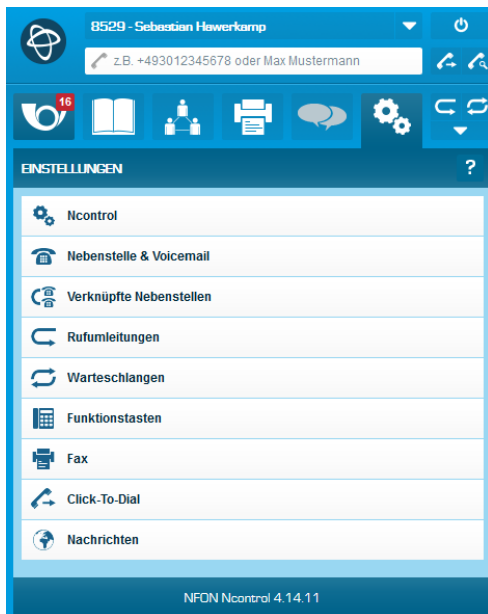 8529 - Sebastian Hawerkamp
z.B. +493012345678 oder Max Mustermann
16
EINSTELLUNGEN
?
Ncontrol
Nebenstelle & Voicemail
Verknüpfte Nebenstellen
Rufumleitungen
Warteschlangen
Funktionstasten
Fax
Click-To-Dial
Nachrichten
NFON Ncontrol 4.14.11